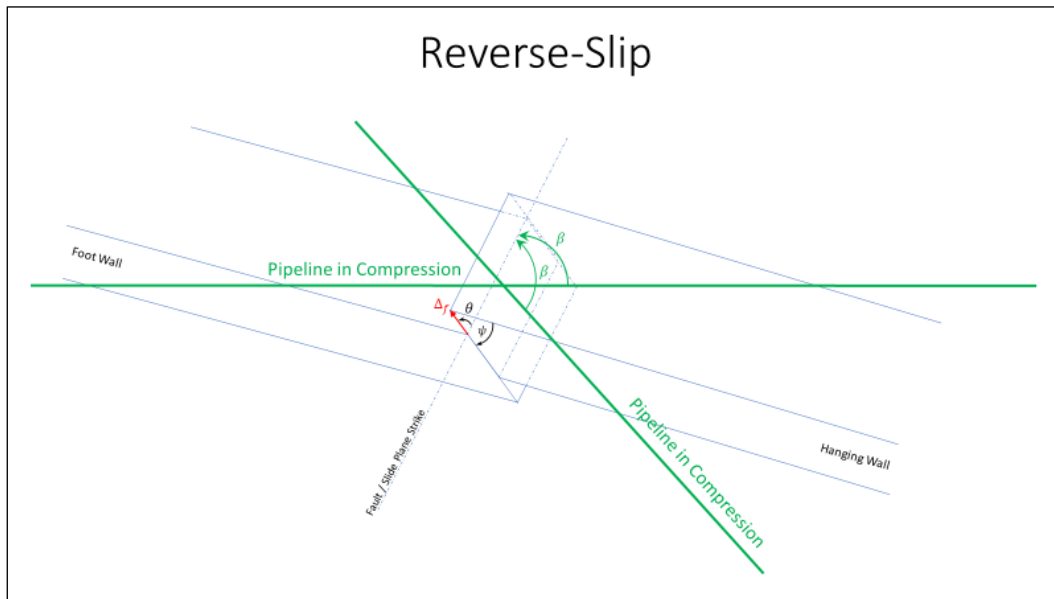 Reverse-Slip
Foot Wall
Pipeline in Compression
β
β
Δf
θ
ψ
Fault / Slide Plane Strike
Pipeline in Compression
Hanging Wall